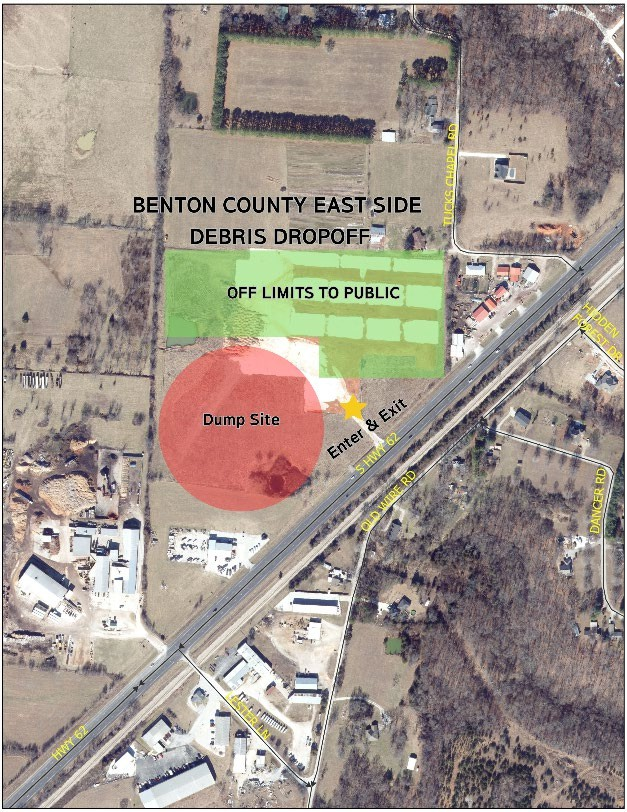 TUCKS CHAPEL RD
BENTON COUNTY EAST SIDE
DEBRIS DROPOFF
OFF LIMITS TO PUBLIC
HIDDEN
FOREST DR
Dump Site
Enter & Exit
S HWY 62
OLD WIRE RD
DANCER RD
HWY 62